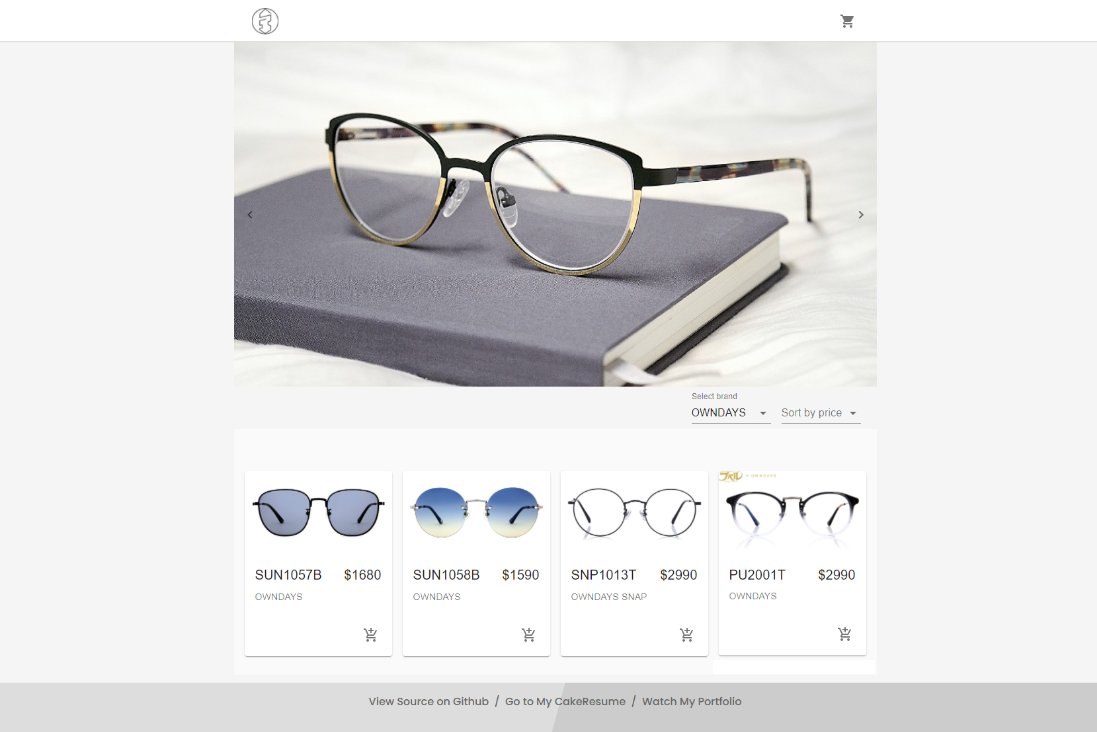 Select brand
OWNDAYS
Sort by price
× OWNDAYS
SUN1057B $1680
OWNDAYS
SUN1058B $1590
OWNDAYS
SNP1013T $2990
OWNDAYS SNAP
PU2001T $2990
OWNDAYS
View Source on Github / Go to My CakeResume / Watch My Portfolio